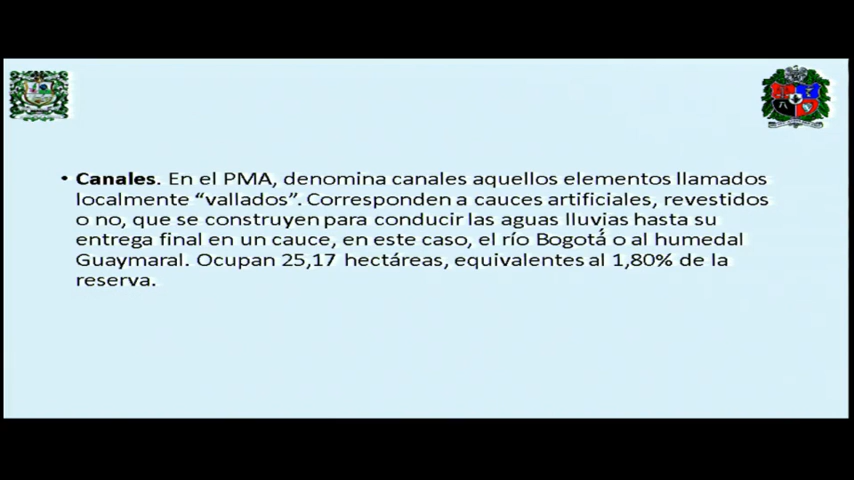 • Canales. En el PMA, denomina canales aquellos elementos llamados
localmente “vallados”. Corresponden a cauces artificiales, revestidos
o no, que se construyen para conducir las aguas lluvias hasta su
entrega final en un cauce, en este caso, el río Bogotá o al humedal
Guaymaral. Ocupan 25,17 hectáreas, equivalentes al 1,80% de la
reserva.